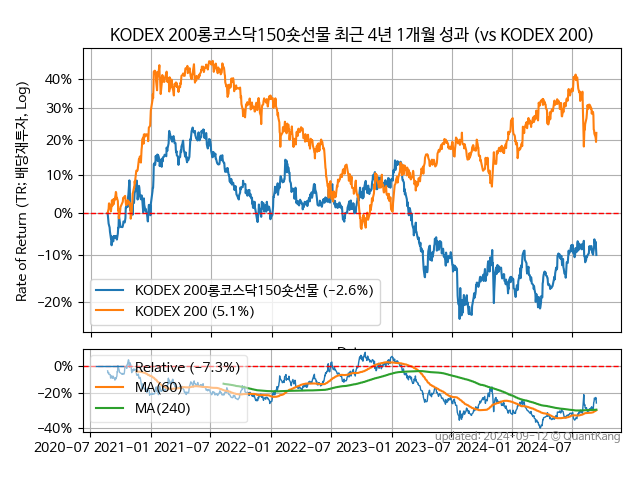 KODEX 200롱코스닥150숏선물 최근 4년 1개월 성과 (vs KODEX 200)
Rate of Return (TR: 배당재투자, Log)
40%
30%
20%
10%
0%
−10%
−20%
KODEX 200롱코스닥150숏선물 (−2.6%)
KODEX 200 (5.1%)
0%
−20%
−40%
Relative (−7.3%)
MA(60)
MA(240)
updated: 2024-09-12 © QuantKang
2020-07 2021-01 2021-07 2022-01 2022-07 2023-01 2023-07 2024-01 2024-07